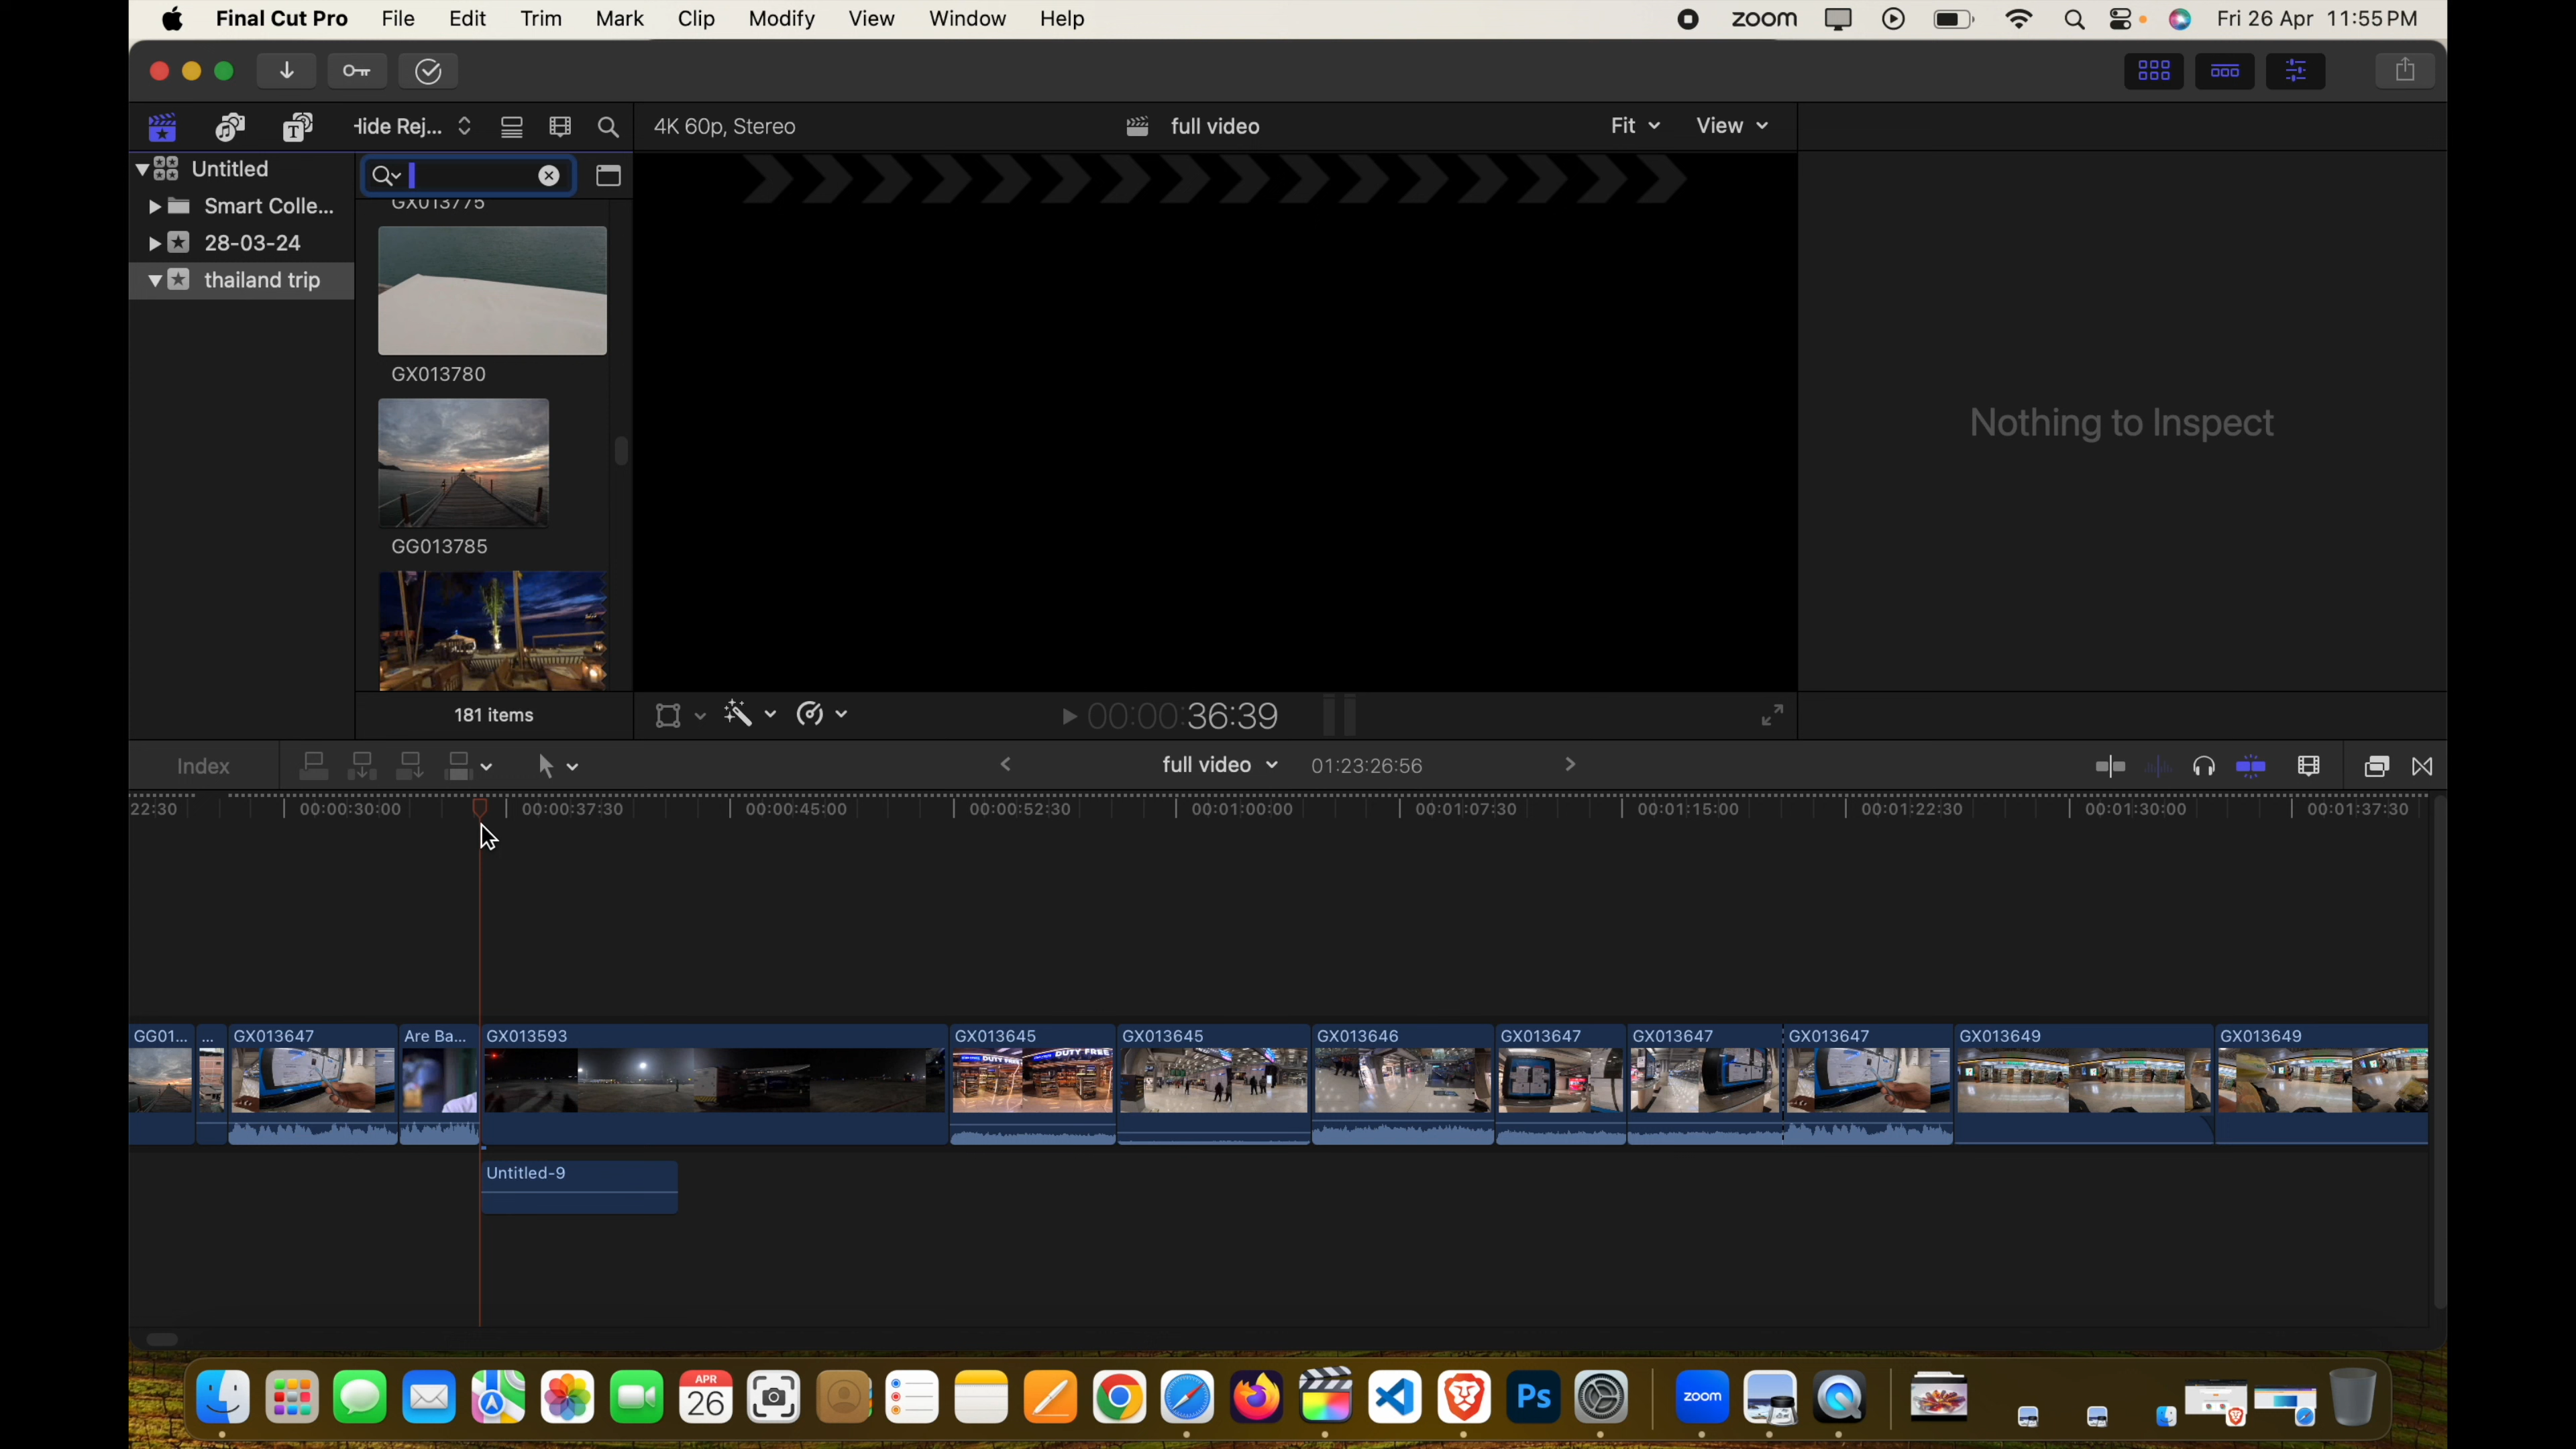 Final Cut Pro File Edit Trim Mark Clip Modify View Window Help zoom Fri 26 Apr 11:55 PM
Hide Rej... 4K 60p, Stereo full video Fit View
Untitled
Smart Colle...
28-03-24
thailand trip
GX013775
GX013780
GG013785
181 items
Nothing to Inspect
00:00:36:39
Index full video 01:23:26:56
22:30 00:00:30:00 00:00:37:30 00:00:45:00 00:00:52:30 00:01:00:00 00:01:07:30 00:01:15:00 00:01:22:30 00:01:30:00 00:01:37:30
GG01... ... GX013647 Are Ba... GX013593 GX013645 GX013645 GX013646 GX013647 GX013647 GX013647 GX013649 GX013649
DUTY FREE DUTY FREE
Untitled-9
APR
26
Ps
zoom